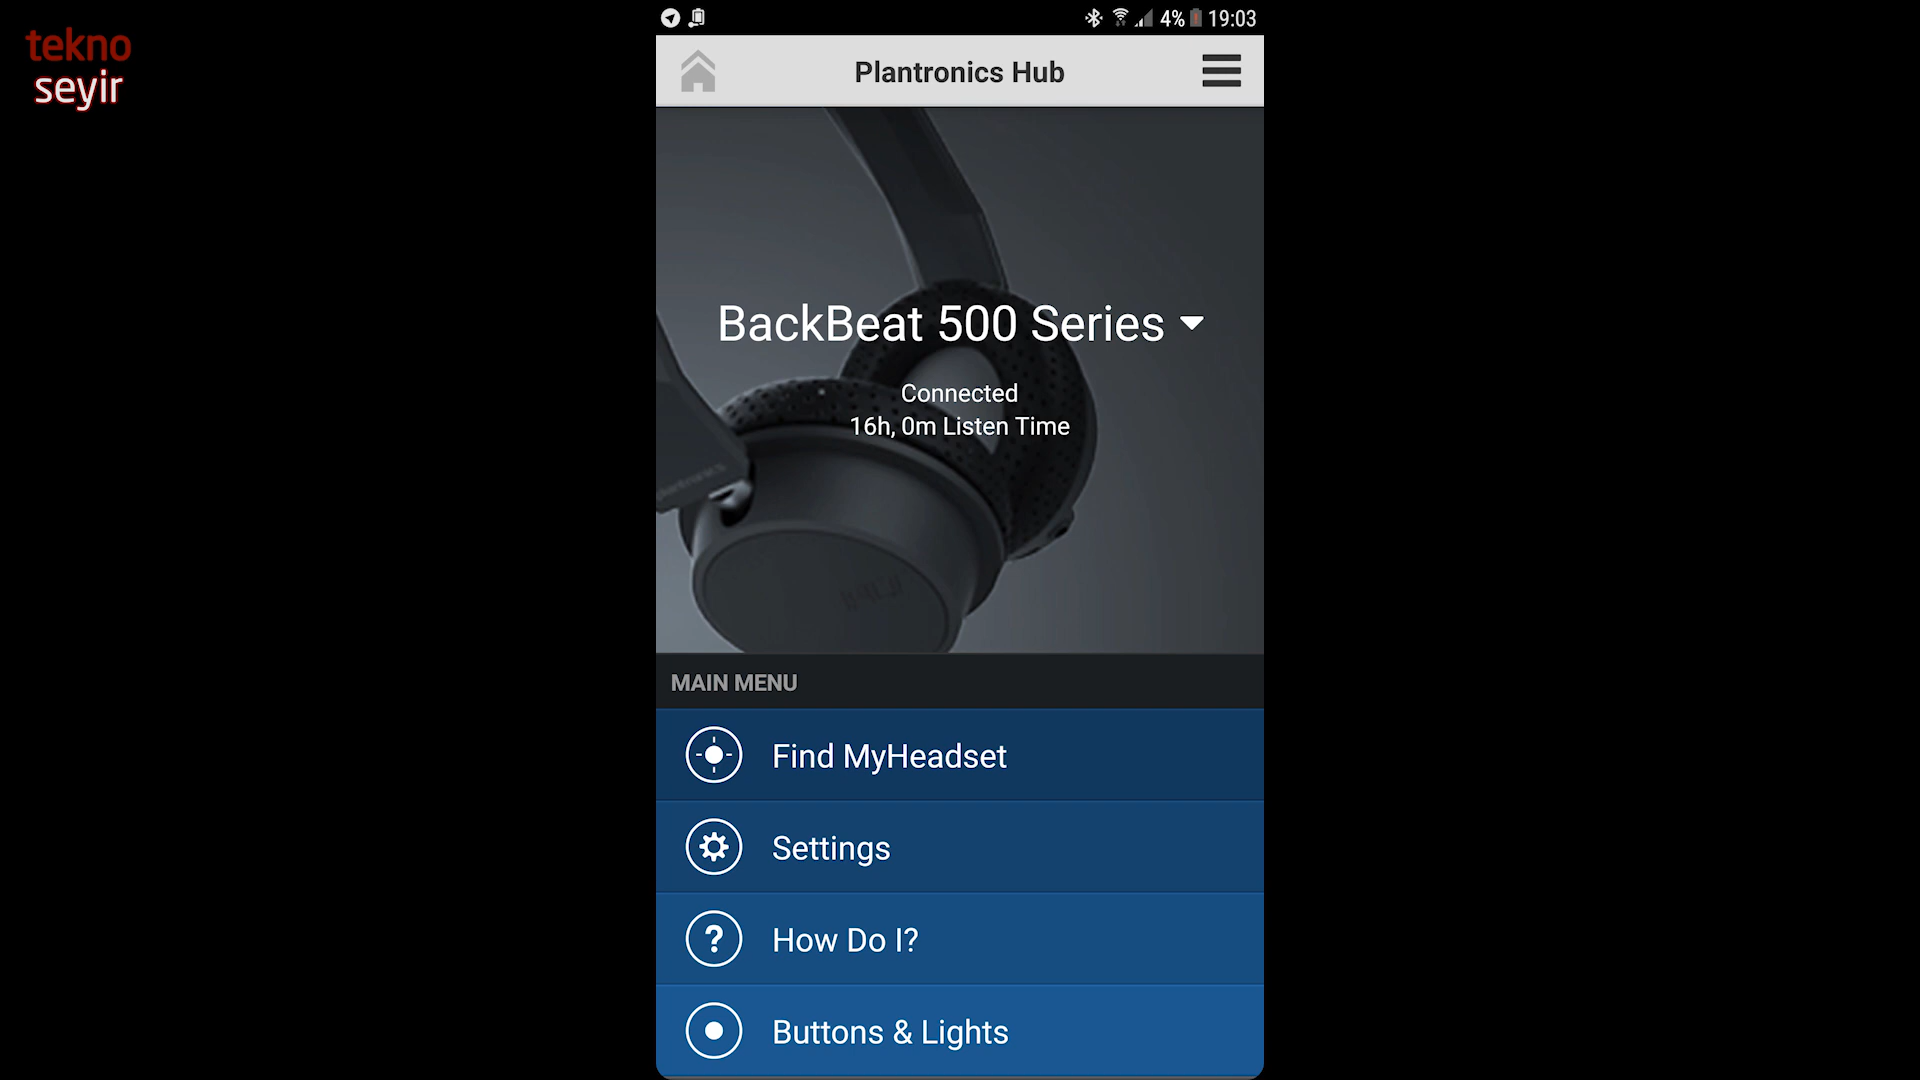 tekno
seyir
4% 19:03
Plantronics Hub
BackBeat 500 Series
Connected
16h, 0m Listen Time
plantronics
MAIN MENU
Find MyHeadset
Settings
? How Do I?
Buttons & Lights